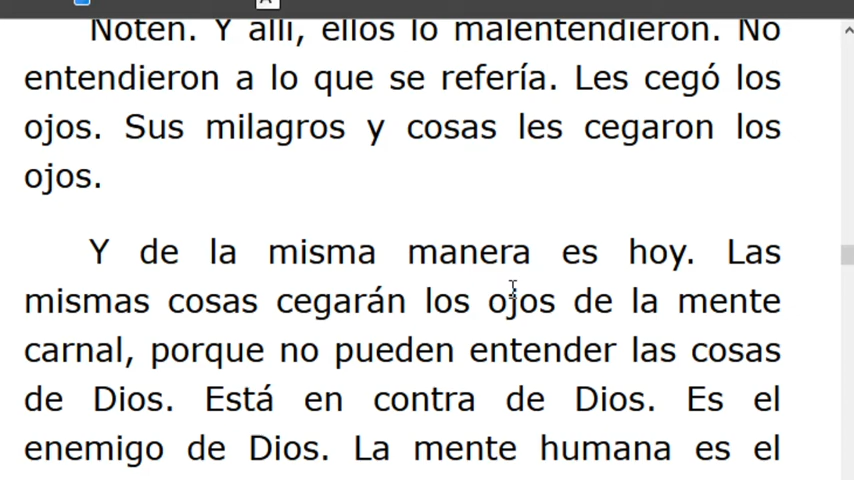 Noten. Y allí, ellos lo malentendieron. No
entendieron a lo que se refería. Les cegó los
ojos. Sus milagros y cosas les cegaron los
ojos.
Y de la misma manera es hoy. Las
mismas cosas cegarán los ojos de la mente
carnal, porque no pueden entender las cosas
de Dios. Está en contra de Dios. Es el
enemigo de Dios. La mente humana es el